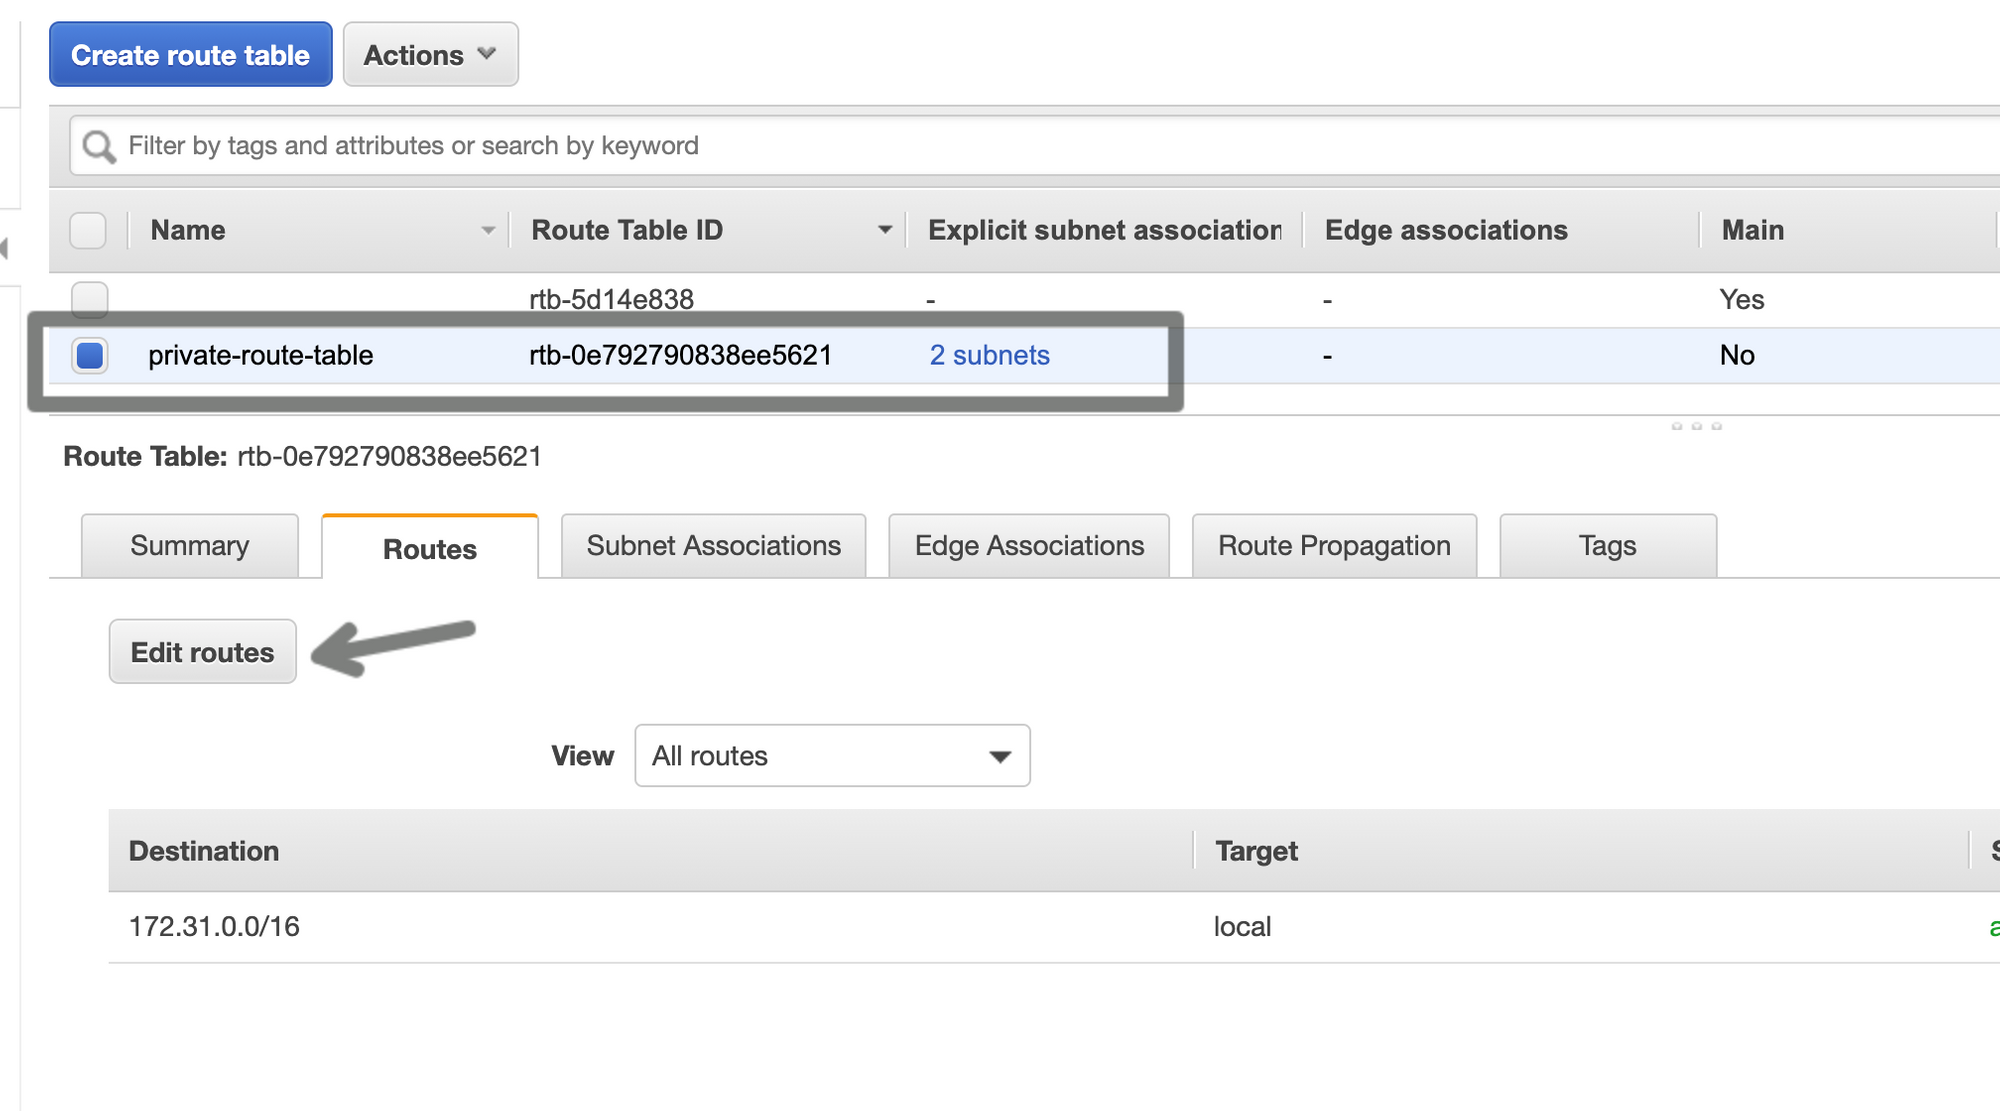 Create route table Actions
Filter by tags and attributes or search by keyword
Name Route Table ID Explicit subnet association Edge associations Main
rtb-5d14e838 - - Yes
private-route-table rtb-0e792790838ee5621 2 subnets - No
Route Table: rtb-0e792790838ee5621
Summary Routes Subnet Associations Edge Associations Route Propagation Tags
Edit routes
View All routes
Destination Target
172.31.0.0/16 local